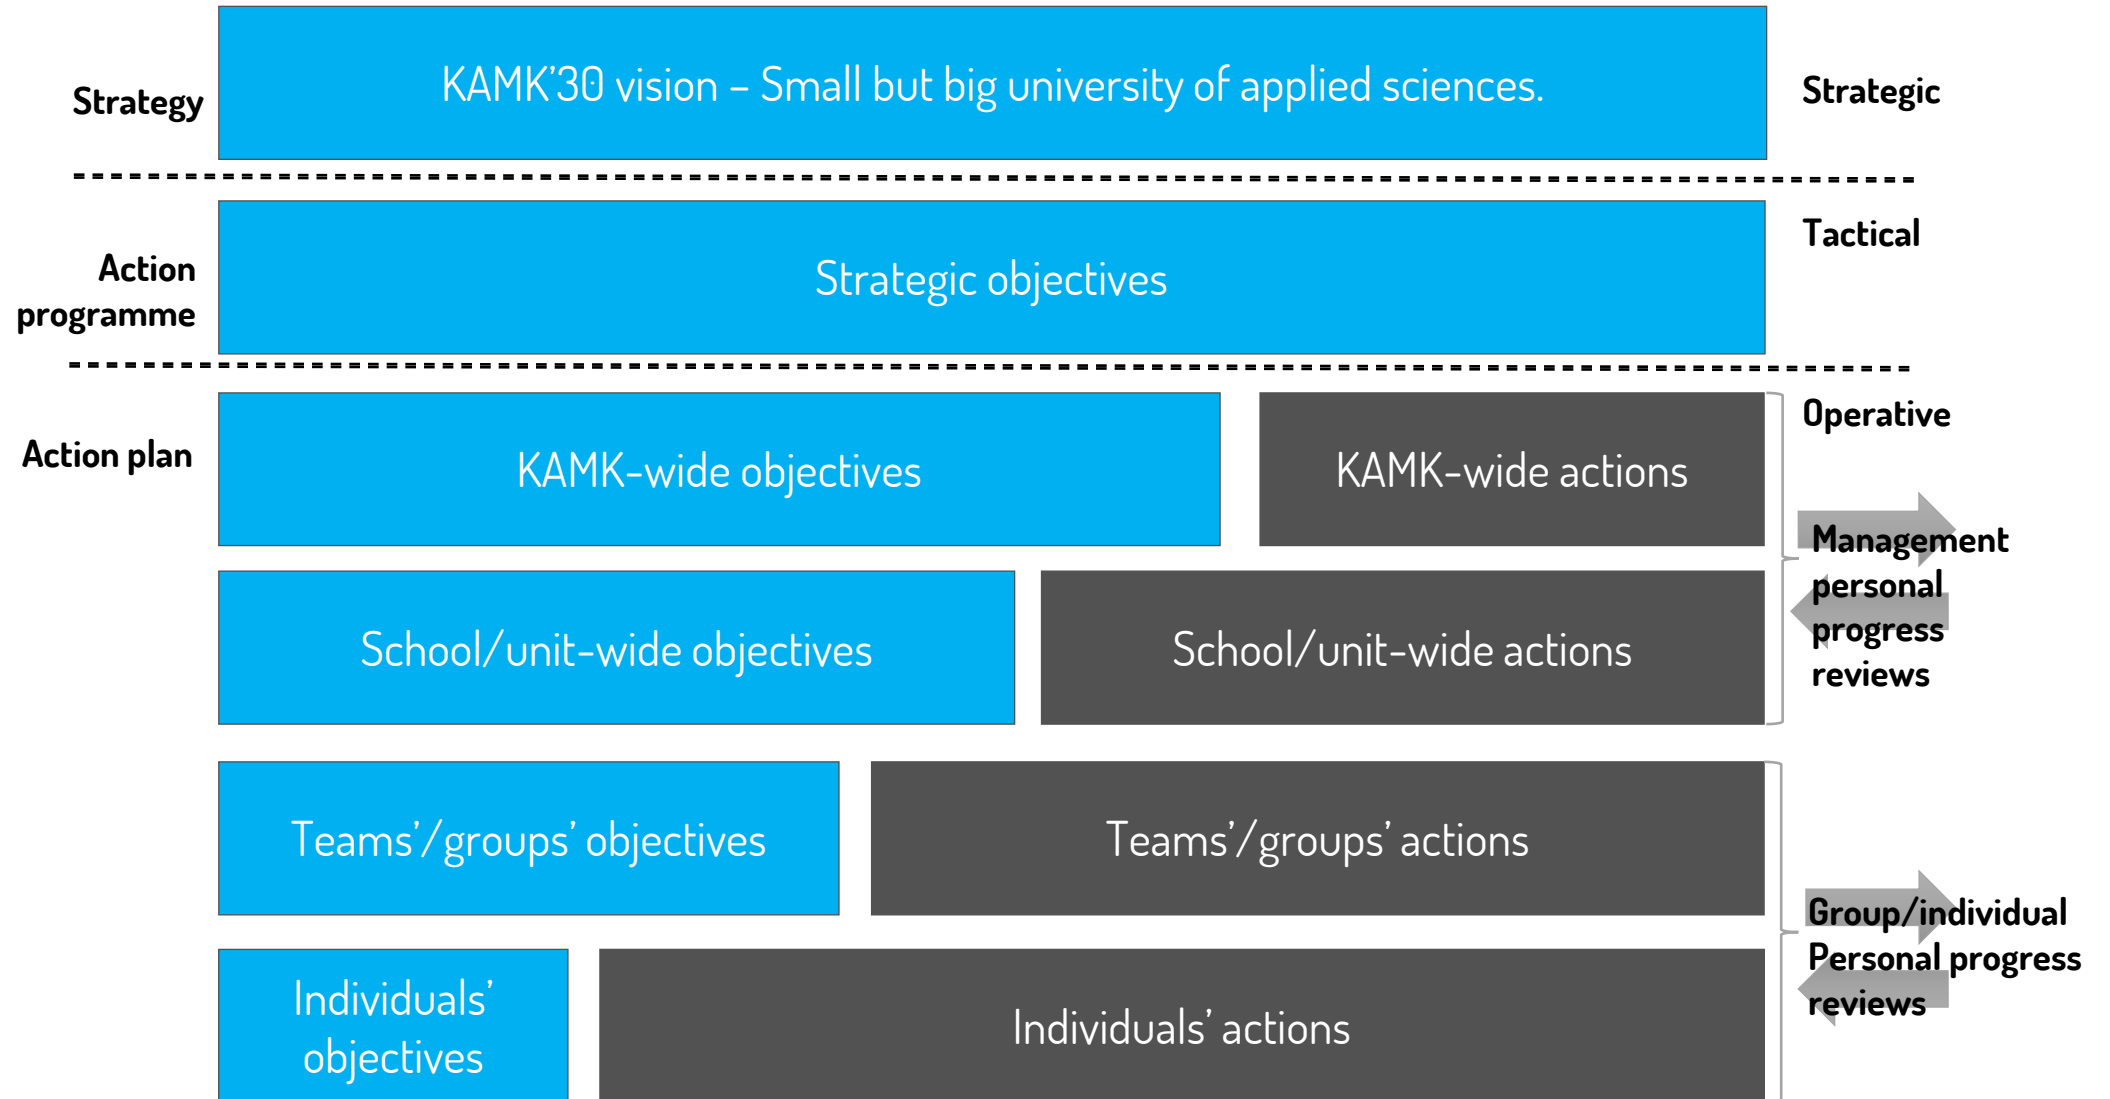 Strategy
KAMK’30 vision – Small but big university of applied sciences.
Strategic
Action
programme
Strategic objectives
Tactical
Action plan
KAMK-wide objectives
KAMK-wide actions
Operative
School/unit-wide objectives
School/unit-wide actions
Management
personal
progress
reviews
Teams’/groups’ objectives
Teams’/groups’ actions
Individuals’
objectives
Individuals’ actions
Group/individual
Personal progress
reviews